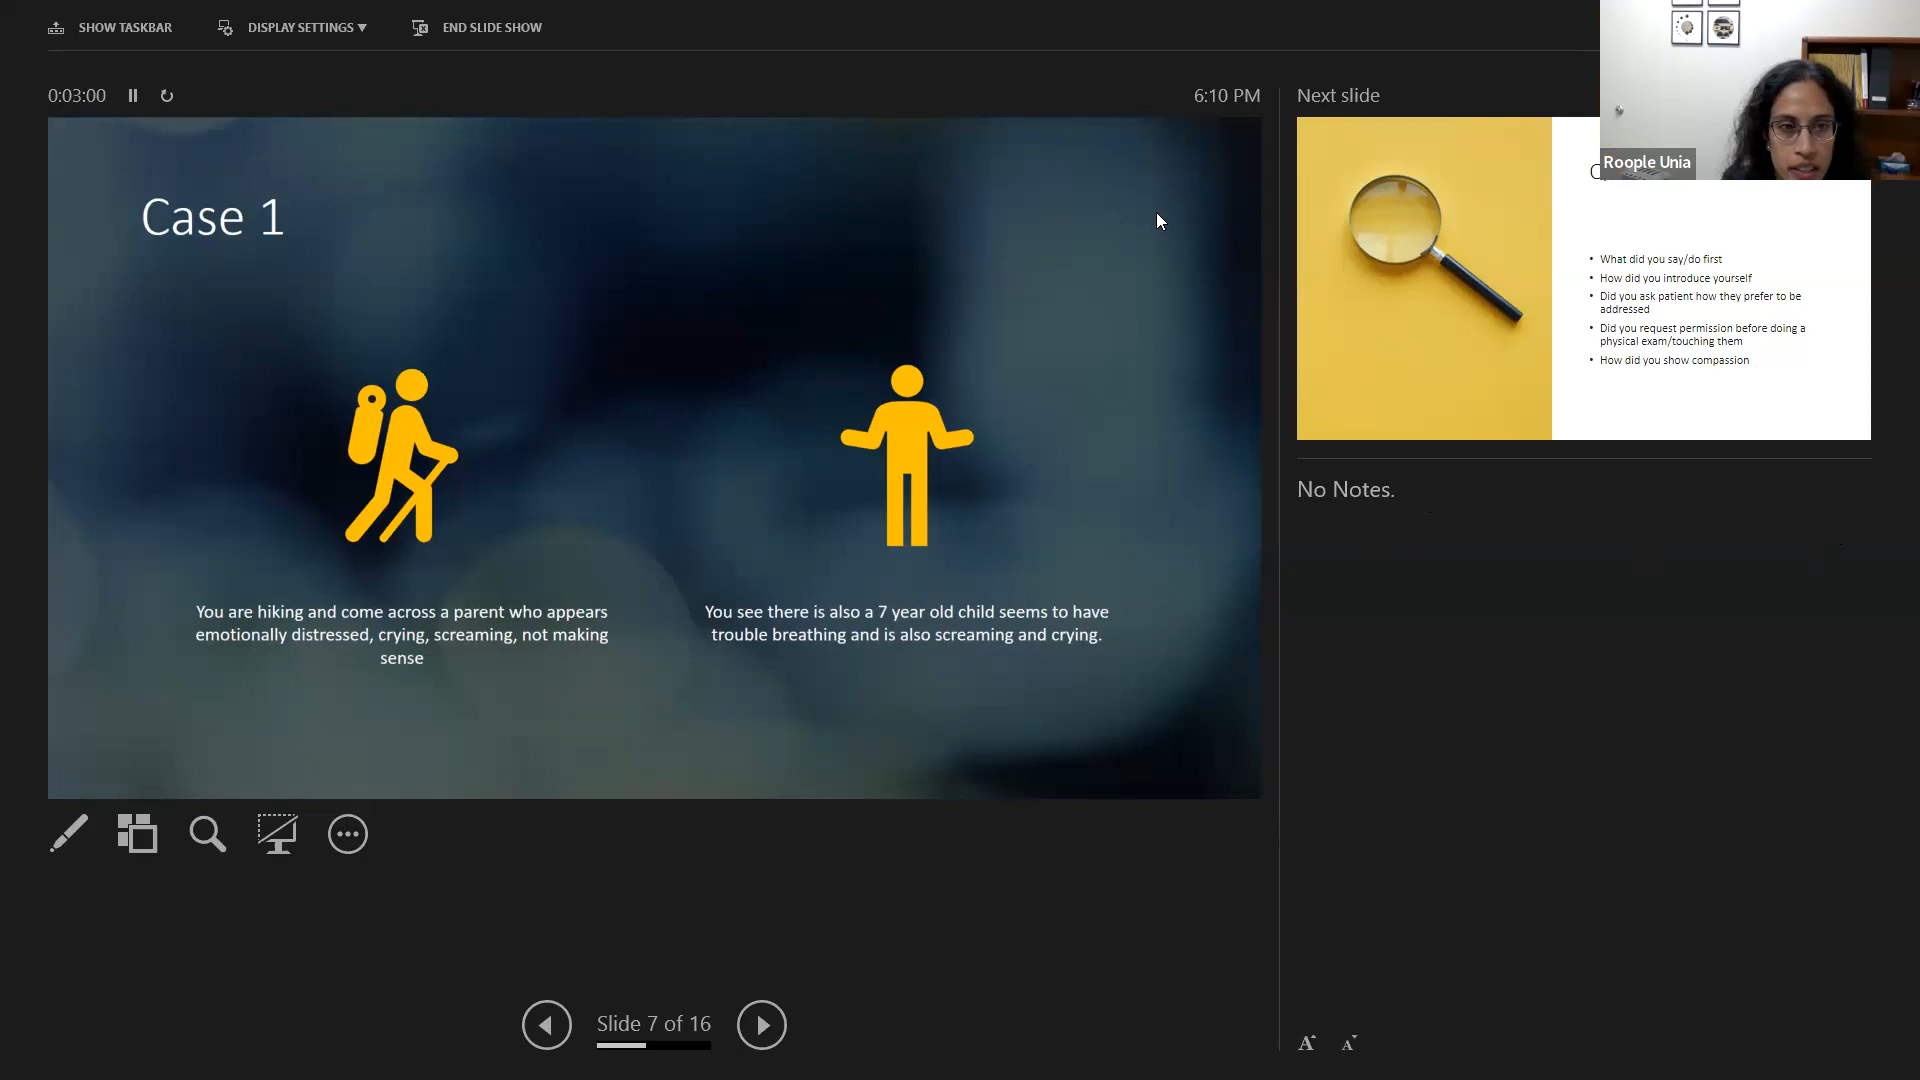 SHOW TASKBAR
DISPLAY SETTINGS
END SLIDE SHOW
0:03:00
6:10 PM
Next slide
Roople Unia
Case 1
You are hiking and come across a parent who appears
emotionally distressed, crying, screaming, not making
sense
You see there is also a 7 year old child seems to have
trouble breathing and is also screaming and crying.
• What did you say/do first
• How did you introduce yourself
• Did you ask patient how they prefer to be
addressed
• Did you request permission before doing a
physical exam/touching them
• How did you show compassion
No Notes.
Slide 7 of 16
A A